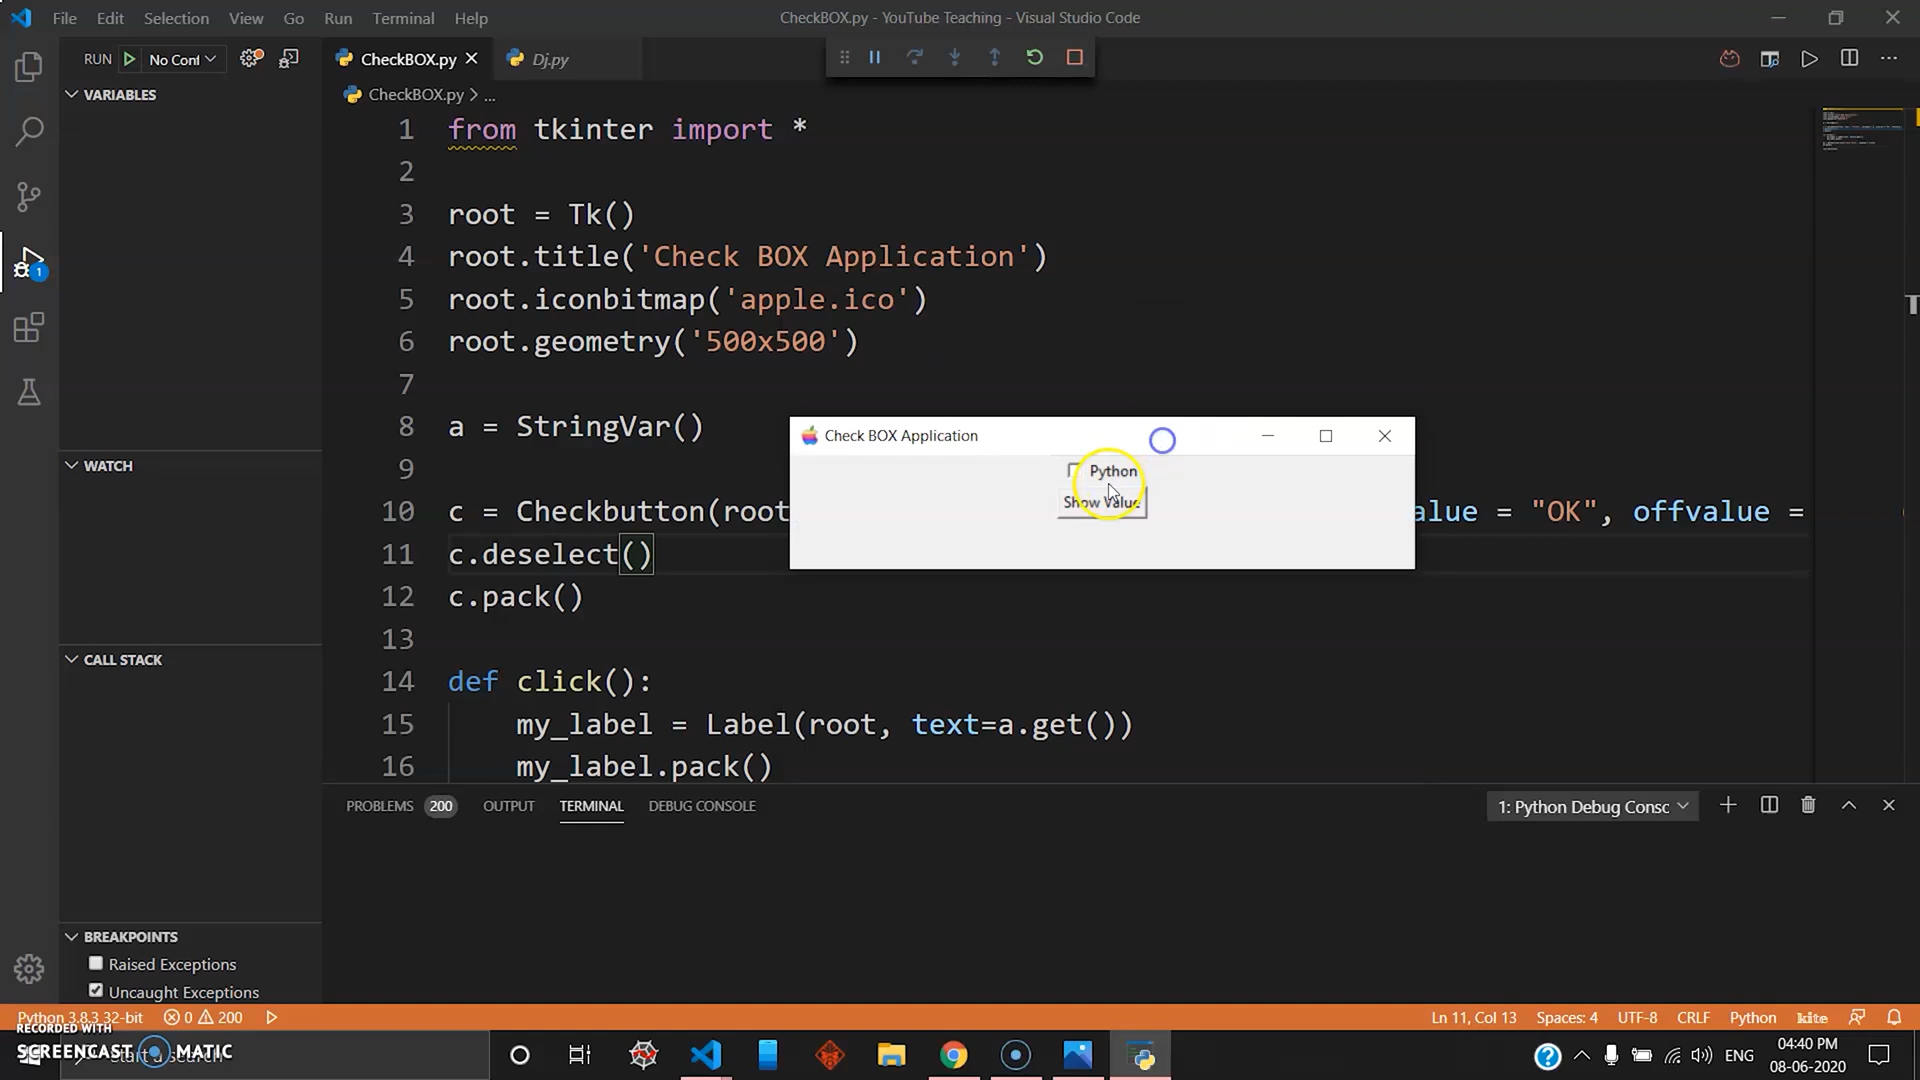 File Edit Selection View Go Run Terminal Help CheckBOX.py - YouTube Teaching - Visual Studio Code
RUN No Conf CheckBOX.py Dj.py
VARIABLES
CheckBOX.py > ...
1 from tkinter import *
2
3 root = Tk()
4 root.title('Check BOX Application')
5 root.iconbitmap('apple.ico')
6 root.geometry('500x500')
7
8 a = StringVar()
9
10 c = Checkbutton(root alue = "OK", offvalue =
11 c.deselect()
12 c.pack()
13
14 def click():
15 my_label = Label(root, text=a.get())
16 my_label.pack()
Check BOX Application
Python
Show Value
WATCH
CALL STACK
BREAKPOINTS
Raised Exceptions
Uncaught Exceptions
1
PROBLEMS 200 OUTPUT TERMINAL DEBUG CONSOLE 1: Python Debug Consc
Python 3.8.3 32-bit 0 200 Ln 11, Col 13 Spaces: 4 UTF-8 CRLF Python kite
RECORDED WITH
SCREENCAST MATIC
ENG
04:40 PM
08-06-2020